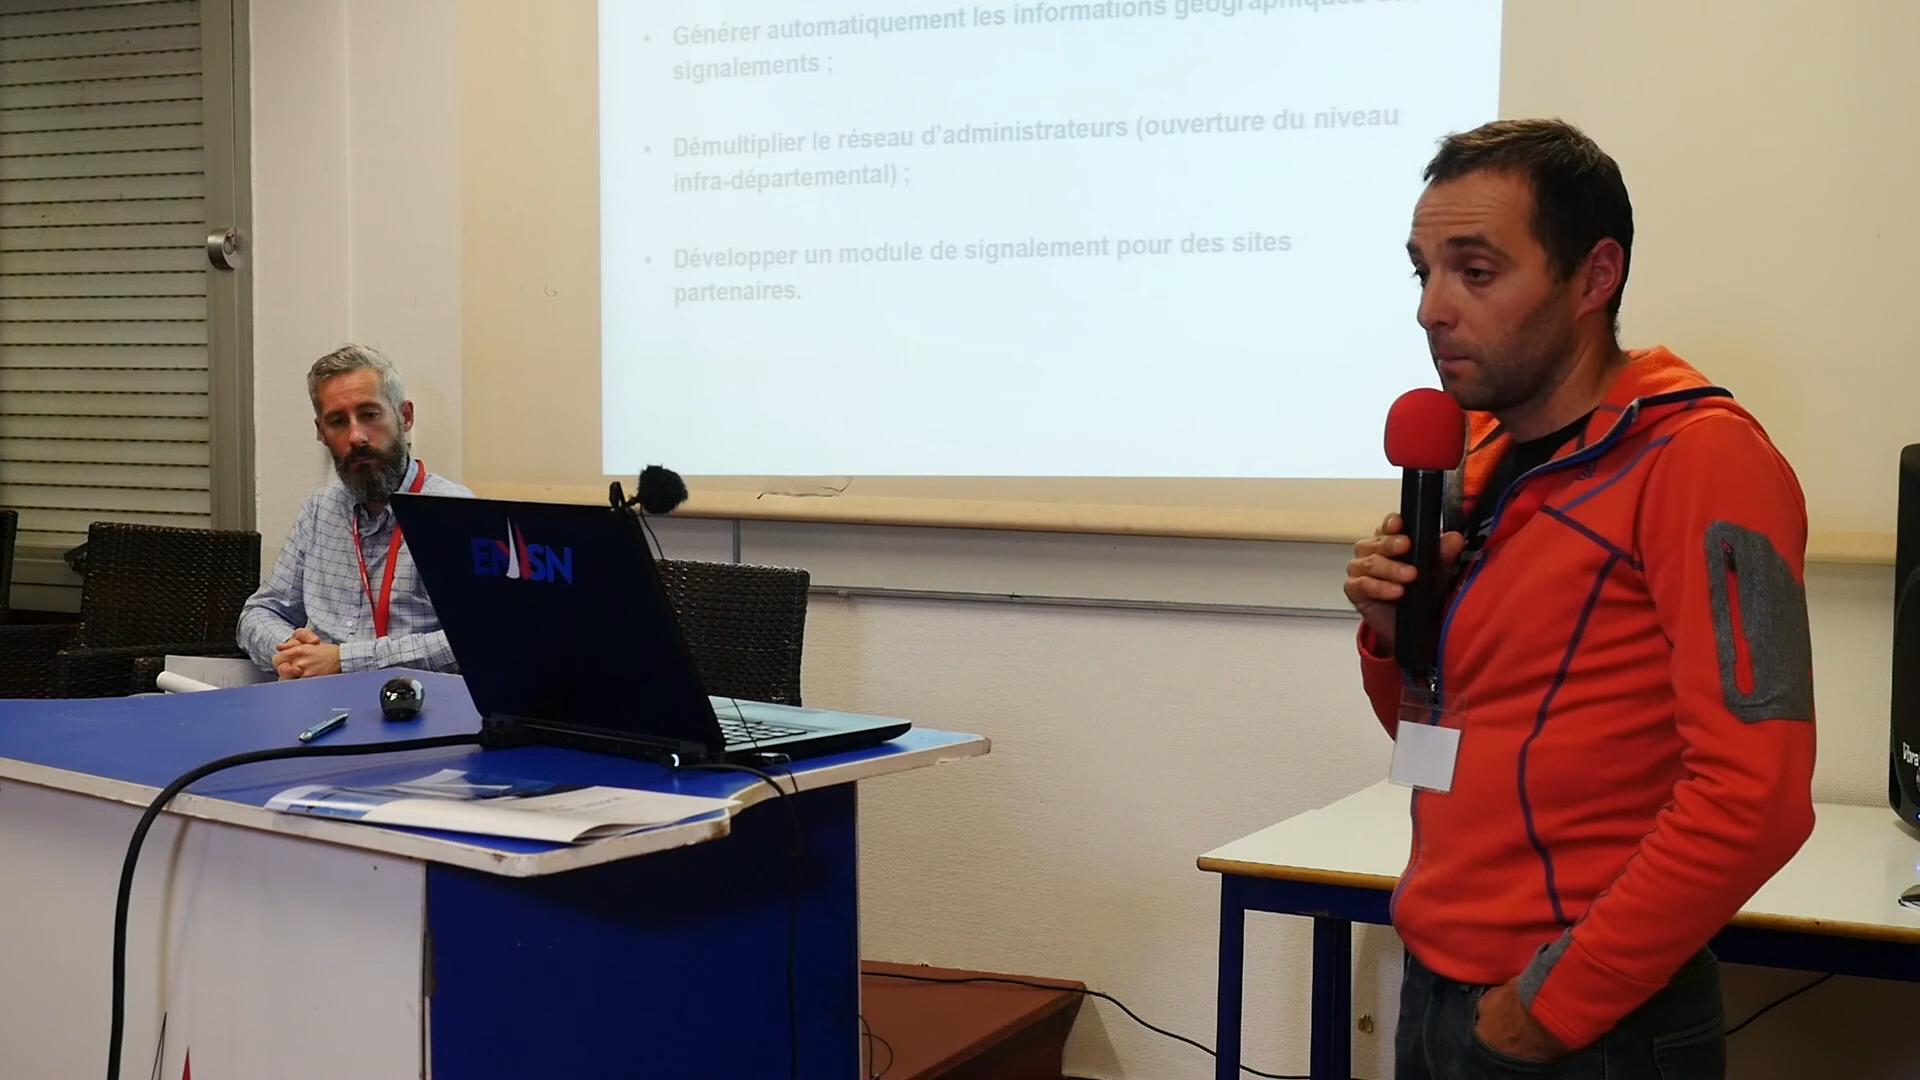 • Générer automatiquement les informations géographiques
signalements ;
• Démultiplier le réseau d'administrateurs (ouverture du niveau
infra-départemental) ;
• Développer un module de signalement pour des sites
partenaires.
ENSN